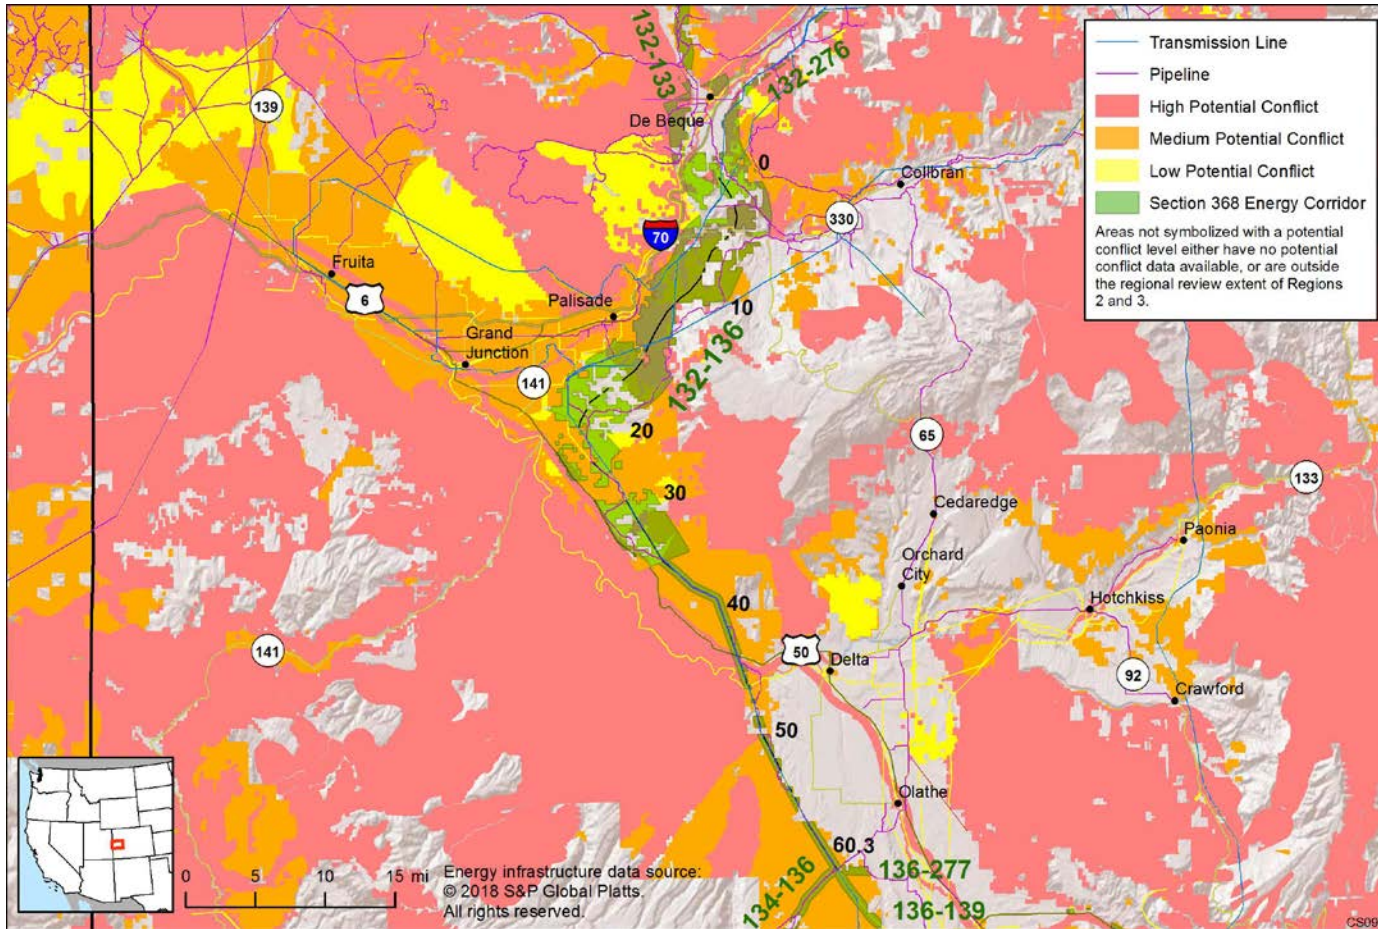 132-133
132-276
139
De Beque
0
Collbran
330
70
Fruita
6
Palisade
10
Grand
Junction
141
132-136
20
65
30
133
Cedaredge
Paonia
Orchard
City
Hotchkiss
40
141
50
Delta
92
Crawford
50
Olathe
60.3
136-277
134-136
136-139
Transmission Line
Pipeline
High Potential Conflict
Medium Potential Conflict
Low Potential Conflict
Section 368 Energy Corridor
Areas not symbolized with a potential
conflict level either have no potential
conflict data available, or are outside
the regional review extent of Regions
2 and 3.
0 5 10 15 mi
Energy infrastructure data source:
© 2018 S&P Global Platts.
All rights reserved.
CS09